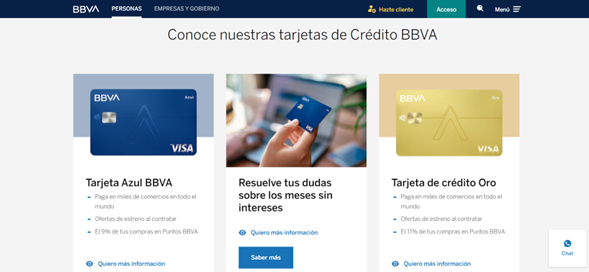 BBVA PERSONAS EMPRESAS Y GOBIERNO Hazte cliente Acceso Menú
Conoce nuestras tarjetas de Crédito BBVA
BBVA Azul
VISA
Tarjeta Azul BBVA
Paga en miles de comercios en todo el
mundo
Ofertas de estreno al contratar
El 9% de tus compras en Puntos BBVA
Quiero más información
Resuelve tus dudas
sobre los meses sin
intereses
Quiero más información
Saber más
BBVA Oro
VISA
Tarjeta de crédito Oro
Paga en miles de comercios en todo el
mundo
Ofertas de estreno al contratar
El 11% de tus compras en Puntos BBVA
Quiero más información
Chat